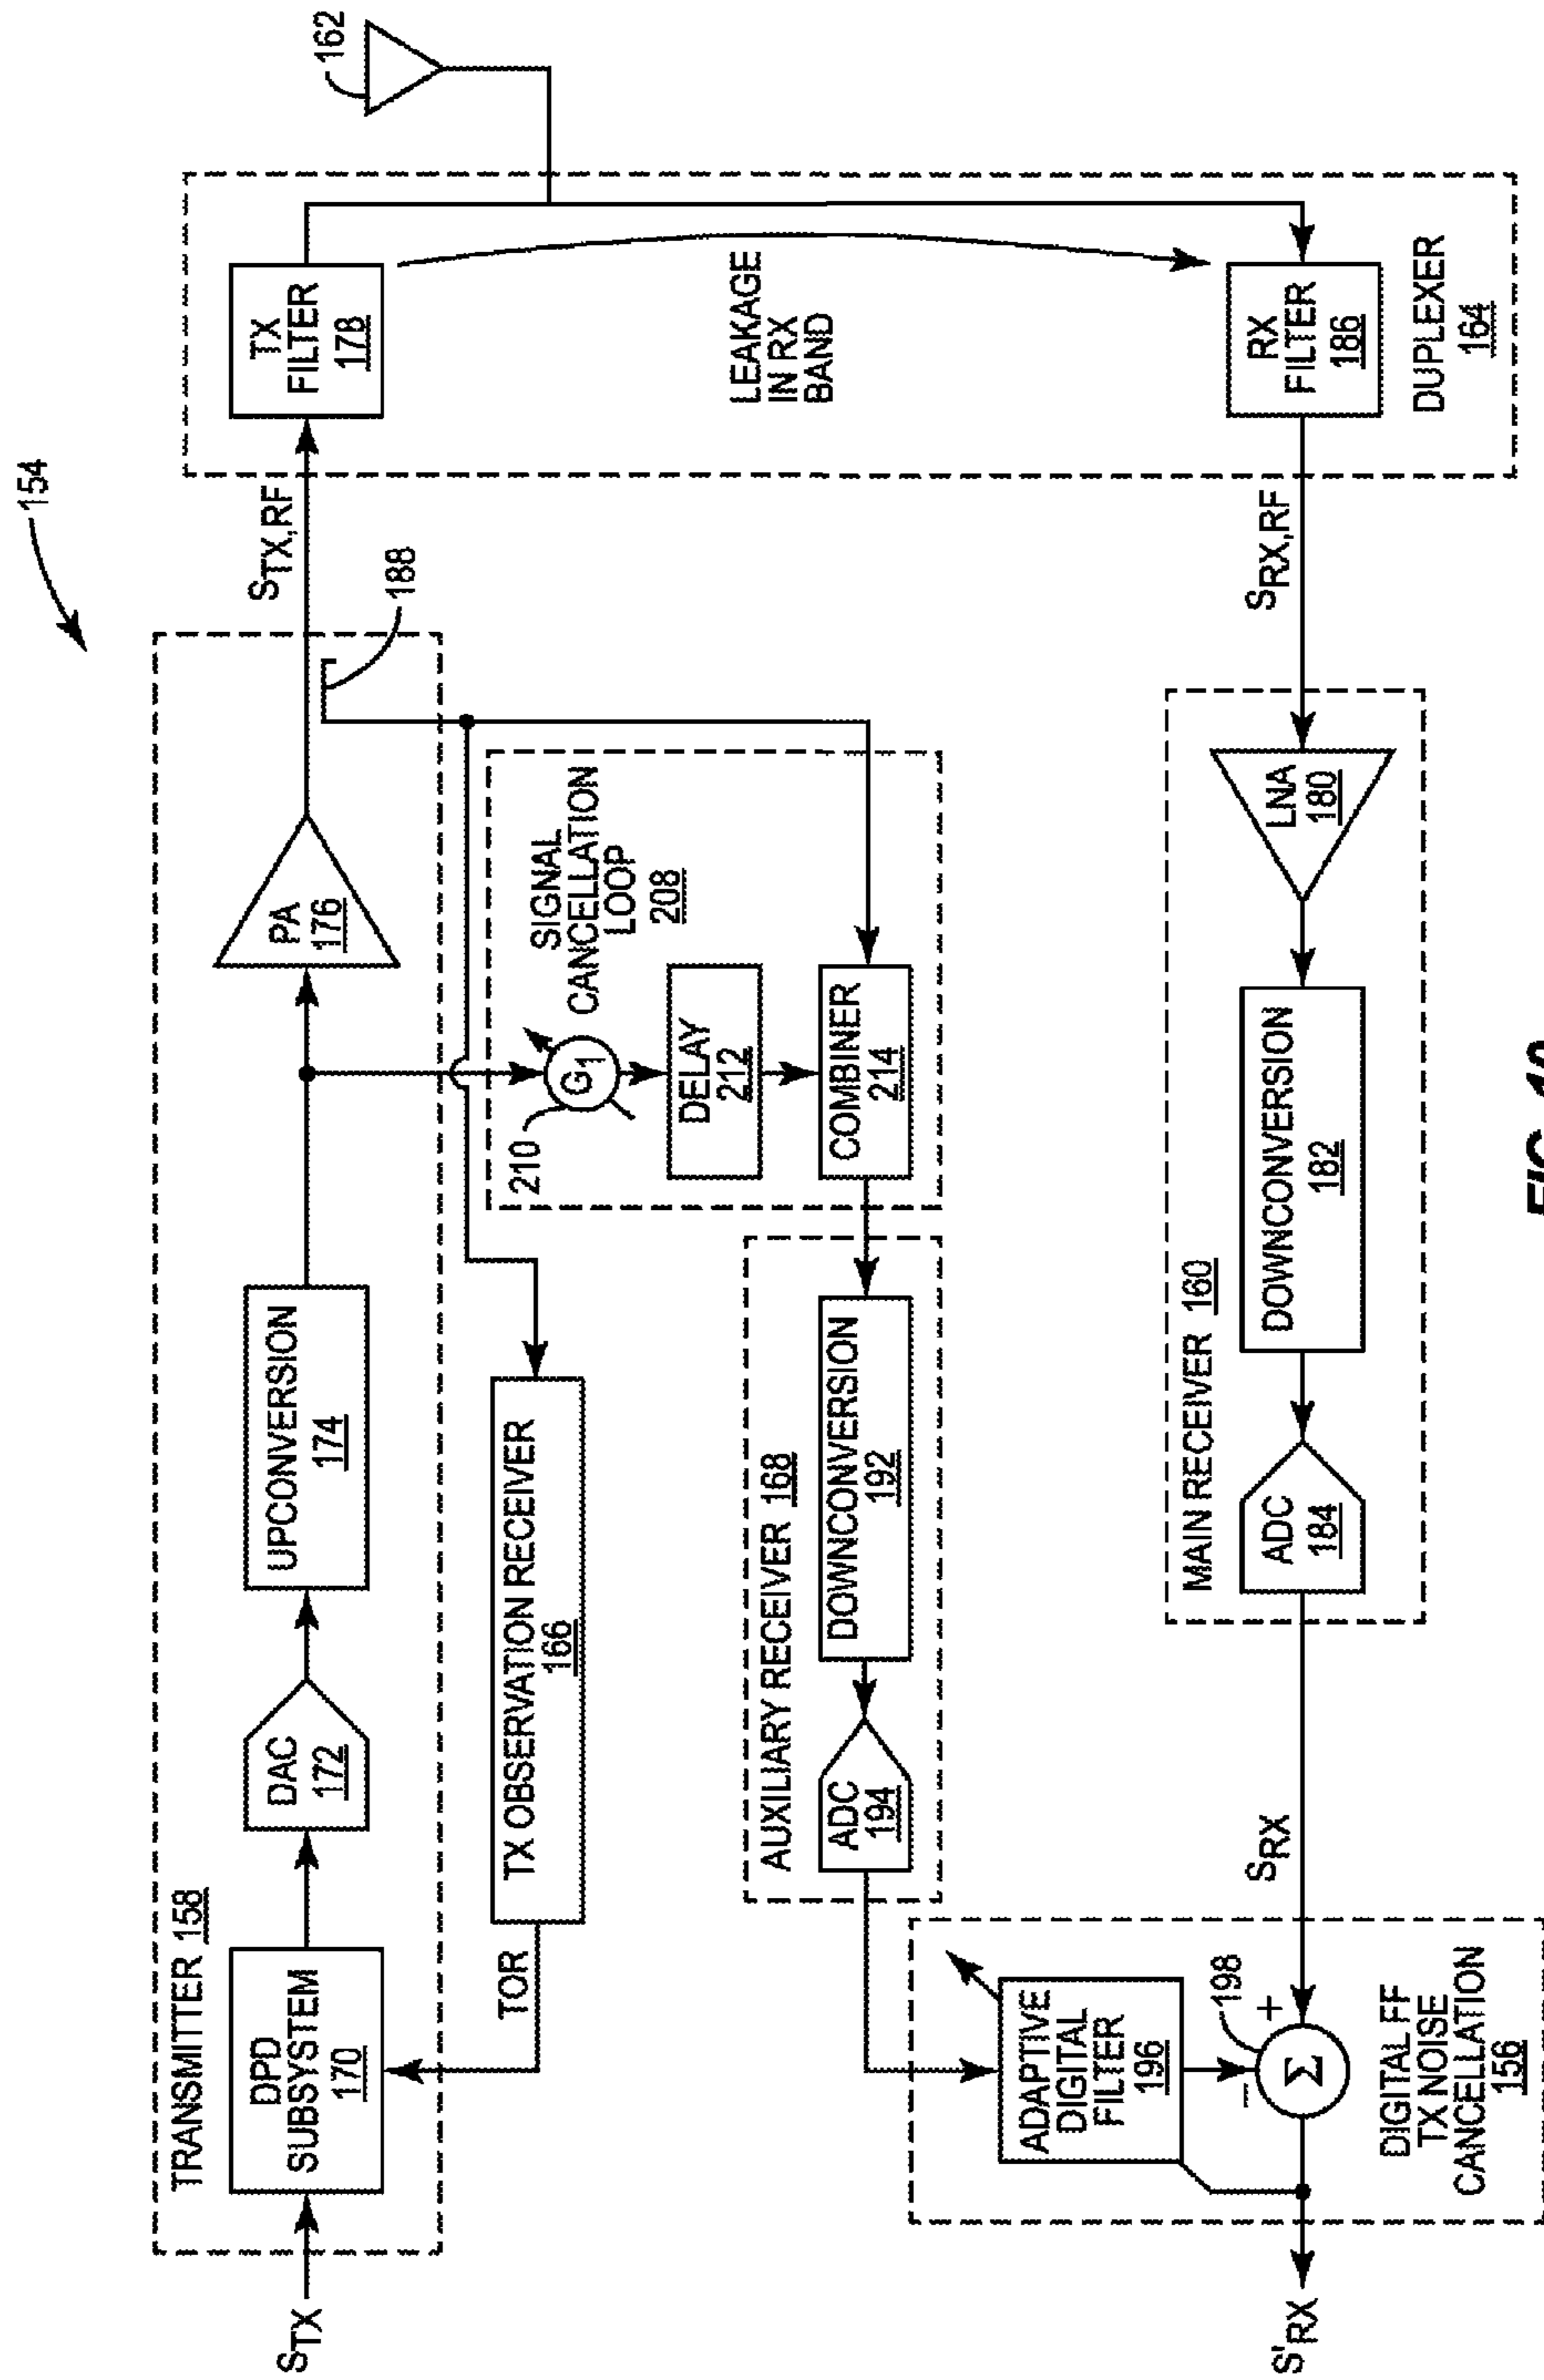 154
162
TRANSMITTER 158
S_TX
DPD
SUBSYSTEM
170
DAC
172
UPCONVERSION
174
PA
176
S_TX,RF
188
TX
FILTER
178
LEAKAGE
IN RX
BAND
RX
FILTER
186
DUPLEXER
164
TOR
TX OBSERVATION RECEIVER
166
SIGNAL
CANCELLATION
LOOP
208
210
G1
DELAY
212
COMBINER
214
AUXILIARY RECEIVER 168
ADC
194
DOWNCONVERSION
192
ADAPTIVE
DIGITAL
FILTER
196
198
+
−
Σ
DIGITAL FF
TX NOISE
CANCELLATION
156
S'RX
S_RX
MAIN RECEIVER 160
ADC
184
DOWNCONVERSION
182
LNA
180
S_RX,RF
FIG.